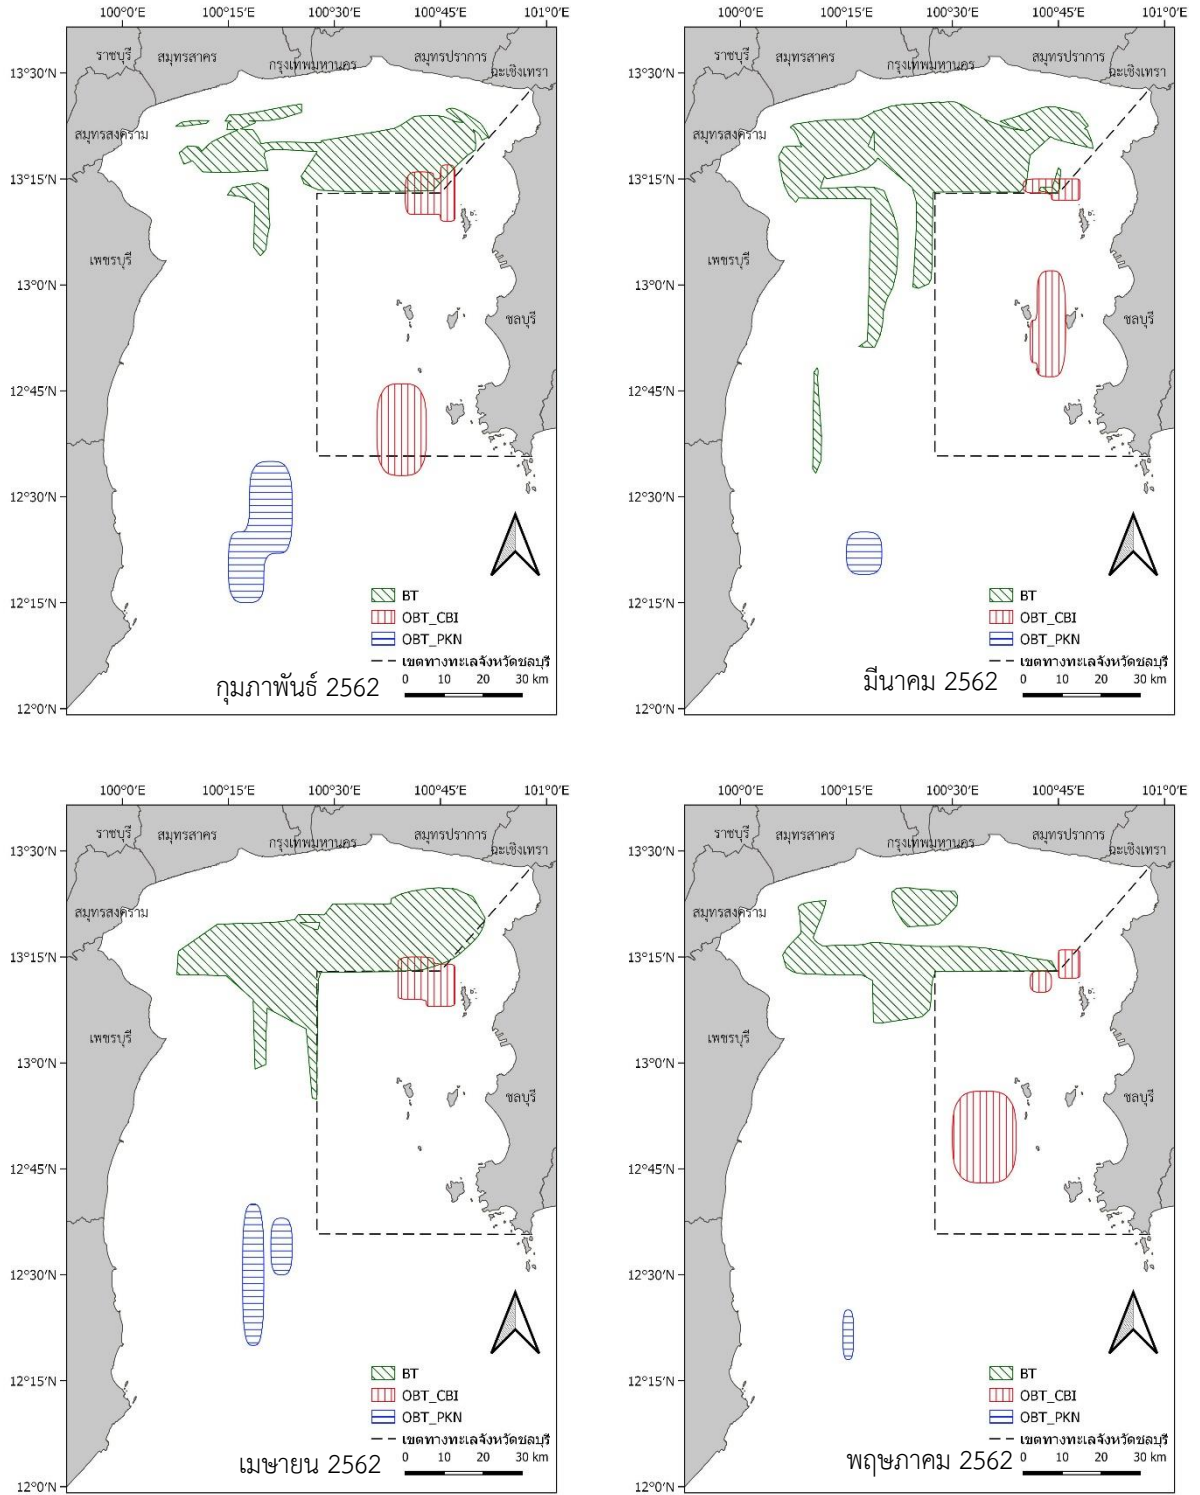 100°0′E 100°15′E 100°30′E 100°45′E 101°0′E
ราชบุรี สมุทรสาคร กรุงเทพมหานคร สมุทรปราการ ฉะเชิงเทรา
13°30′N
สมุทรสงคราม
13°15′N
เพชรบุรี
13°0′N
ชลบุรี
12°45′N
12°30′N
12°15′N
BT
OBT_CBI
OBT_PKN
เขตทางทะเลจังหวัดชลบุรี
กุมภาพันธ์ 2562
0 10 20 30 km
12°0′N
100°0′E 100°15′E 100°30′E 100°45′E 101°0′E
ราชบุรี สมุทรสาคร กรุงเทพมหานคร สมุทรปราการ ฉะเชิงเทรา
13°30′N
สมุทรสงคราม
13°15′N
เพชรบุรี
13°0′N
ชลบุรี
12°45′N
12°30′N
12°15′N
BT
OBT_CBI
OBT_PKN
เขตทางทะเลจังหวัดชลบุรี
มีนาคม 2562
0 10 20 30 km
12°0′N
100°0′E 100°15′E 100°30′E 100°45′E 101°0′E
ราชบุรี สมุทรสาคร กรุงเทพมหานคร สมุทรปราการ ฉะเชิงเทรา
13°30′N
สมุทรสงคราม
13°15′N
เพชรบุรี
13°0′N
ชลบุรี
12°45′N
12°30′N
12°15′N
BT
OBT_CBI
OBT_PKN
เขตทางทะเลจังหวัดชลบุรี
เมษายน 2562
0 10 20 30 km
12°0′N
100°0′E 100°15′E 100°30′E 100°45′E 101°0′E
ราชบุรี สมุทรสาคร กรุงเทพมหานคร สมุทรปราการ ฉะเชิงเทรา
13°30′N
สมุทรสงคราม
13°15′N
เพชรบุรี
13°0′N
ชลบุรี
12°45′N
12°30′N
12°15′N
BT
OBT_CBI
OBT_PKN
เขตทางทะเลจังหวัดชลบุรี
พฤษภาคม 2562
0 10 20 30 km
12°0′N